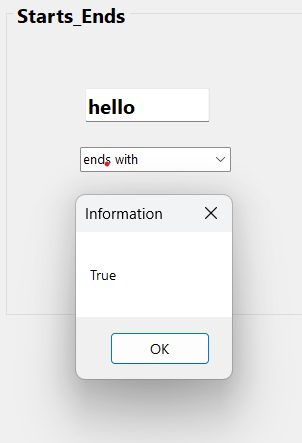 Starts_Ends
hello
ends with
Information
True
OK